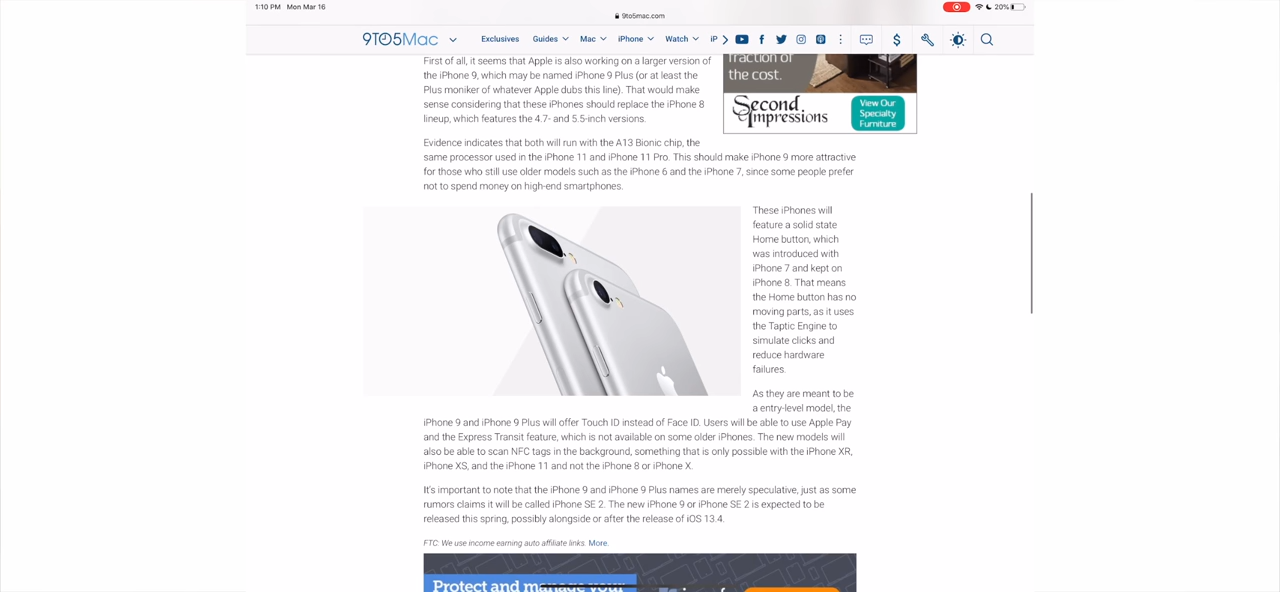 1:10 PM Mon Mar 16
20%
9to5mac.com
9TO5Mac Exclusives Guides Mac iPhone Watch iP
First of all, it seems that Apple is also working on a larger version of
the iPhone 9, which may be named iPhone 9 Plus (or at least the
Plus moniker of whatever Apple dubs this line). That would make
sense considering that these iPhones should replace the iPhone 8
lineup, which features the 4.7- and 5.5-inch versions.
fraction of
the cost.
Second
Impressions
View Our
Specialty
Furniture
Evidence indicates that both will run with the A13 Bionic chip, the
same processor used in the iPhone 11 and iPhone 11 Pro. This should make iPhone 9 more attractive
for those who still use older models such as the iPhone 6 and the iPhone 7, since some people prefer
not to spend money on high-end smartphones.
These iPhones will
feature a solid state
Home button, which
was introduced with
iPhone 7 and kept on
iPhone 8. That means
the Home button has no
moving parts, as it uses
the Taptic Engine to
simulate clicks and
reduce hardware
failures.
As they are meant to be
a entry-level model, the
iPhone 9 and iPhone 9 Plus will offer Touch ID instead of Face ID. Users will be able to use Apple Pay
and the Express Transit feature, which is not available on some older iPhones. The new models will
also be able to scan NFC tags in the background, something that is only possible with the iPhone XR,
iPhone XS, and the iPhone 11 and not the iPhone 8 or iPhone X.
It's important to note that the iPhone 9 and iPhone 9 Plus names are merely speculative, just as some
rumors claims it will be called iPhone SE 2. The new iPhone 9 or iPhone SE 2 is expected to be
released this spring, possibly alongside or after the release of iOS 13.4.
FTC: We use income earning auto affiliate links. More.
Protect and manage your